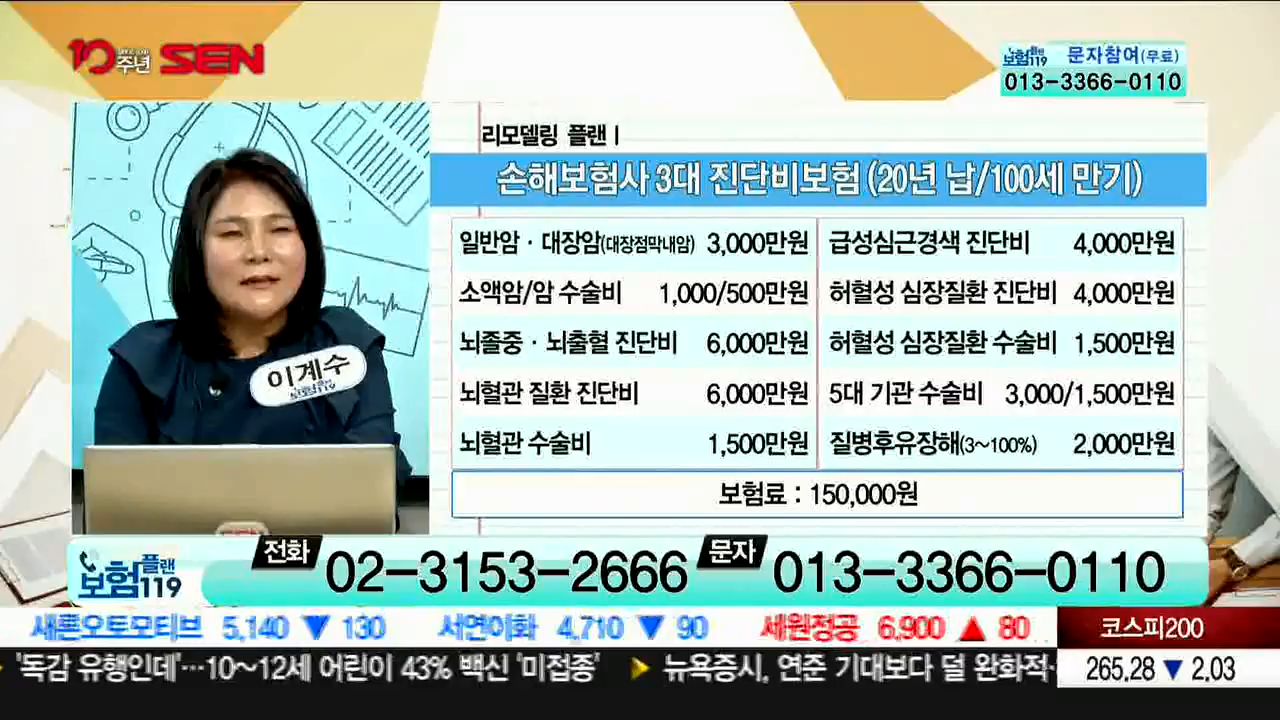 10주년 SEN
보험플랜119 문자참여(무료)
013-3366-0110
리모델링 플랜 I
손해보험사 3대 진단비보험 (20년 납/100세 만기)
일반암·대장암(대장점막내암) 3,000만원
급성심근경색 진단비 4,000만원
소액암/암 수술비 1,000/500만원
허혈성 심장질환 진단비 4,000만원
뇌졸중·뇌출혈 진단비 6,000만원
허혈성 심장질환 수술비 1,500만원
뇌혈관 질환 진단비 6,000만원
5대 기관 수술비 3,000/1,500만원
뇌혈관 수술비 1,500만원
질병후유장해(3~100%) 2,000만원
보험료 : 150,000원
이계수
보험플랜119
보험플랜119 전화 02-3153-2666 문자 013-3366-0110
새론오토모티브 5,140 ▼ 130 서연이화 4,710 ▼ 90 세원정공 6,900 ▲ 80 코스피200
'독감 유행인데'…10~12세 어린이 43% 백신 '미접종' ▶ 뉴욕증시, 연준 기대보다 덜 완화적
265.28 ▼ 2.03